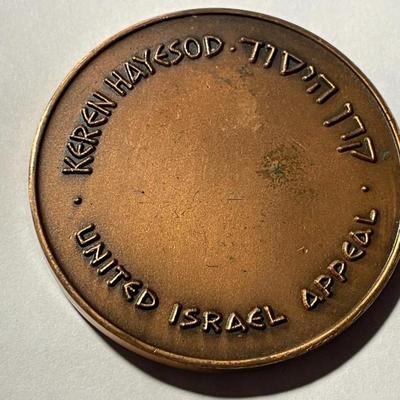 KEREN HAYESOD · קרן היסוד
· UNITED ISRAEL APPEAL ·